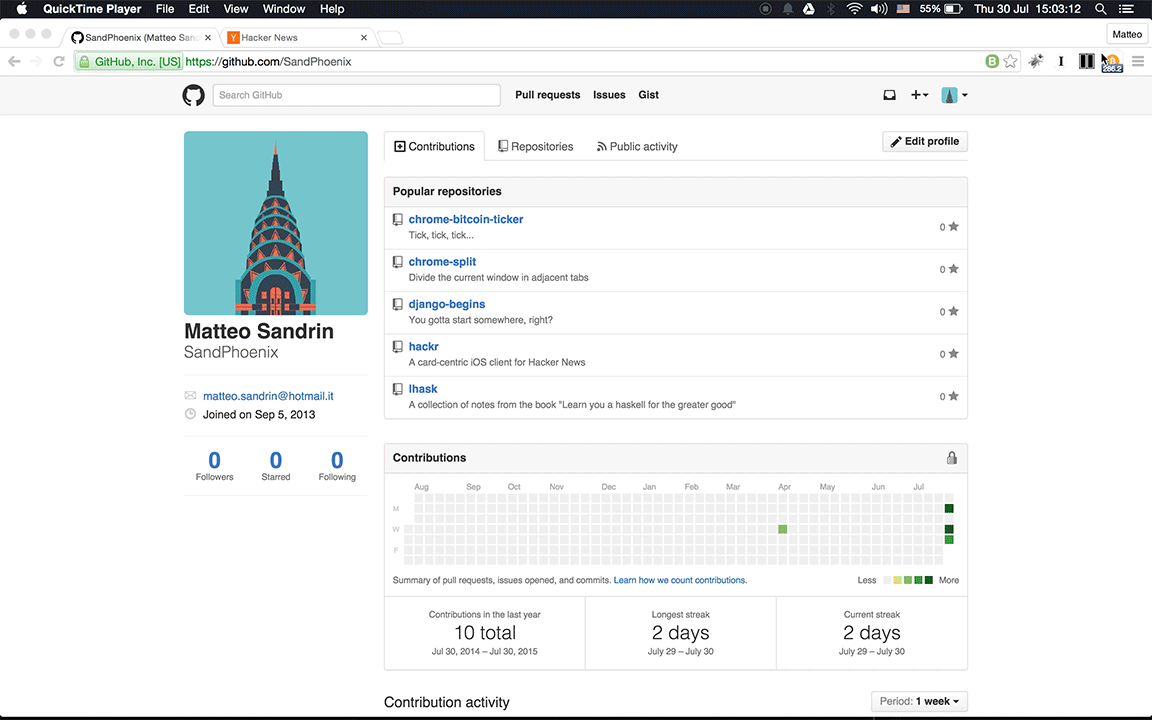 QuickTime Player File Edit View Window Help 55% Thu 30 Jul 15:03:12
SandPhoenix (Matteo San
Hacker News
Matteo
GitHub, Inc. [US] https://github.com/SandPhoenix
B
I
286.2
Search GitHub
Pull requests Issues Gist
Contributions Repositories Public activity
Edit profile
Popular repositories
chrome-bitcoin-ticker
Tick, tick, tick...
0
chrome-split
Divide the current window in adjacent tabs
0
django-begins
You gotta start somewhere, right?
0
hackr
A card-centric iOS client for Hacker News
0
lhask
A collection of notes from the book "Learn you a haskell for the greater good"
0
Matteo Sandrin
SandPhoenix
matteo.sandrin@hotmail.it
Joined on Sep 5, 2013
0 0 0
Followers Starred Following
Contributions
Aug Sep Oct Nov Dec Jan Feb Mar Apr May Jun Jul
M
W
F
Summary of pull requests, issues opened, and commits. Learn how we count contributions. Less More
Contributions in the last year
10 total
Jul 30, 2014 – Jul 30, 2015
Longest streak
2 days
July 29 – July 30
Current streak
2 days
July 29 – July 30
Contribution activity
Period: 1 week